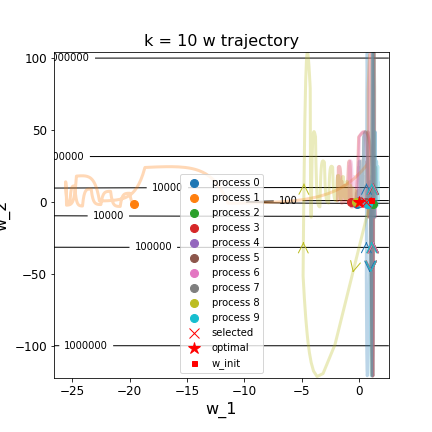 k = 10 w trajectory
w_2
100
50
0
−50
−100
−25
−20
−15
−10
−5
0
w_1
10000
100
10000
100000
1000000
process 0
process 1
process 2
process 3
process 4
process 5
process 6
process 7
process 8
process 9
selected
optimal
w_init